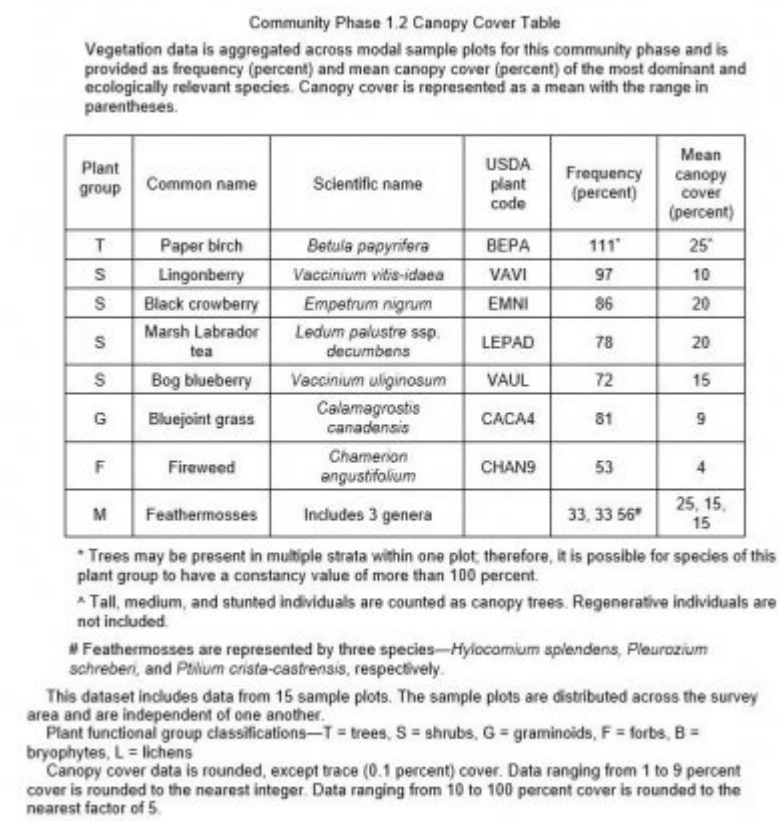 Community Phase 1.2 Canopy Cover Table
Vegetation data is aggregated across modal sample plots for this community phase and is
provided as frequency (percent) and mean canopy cover (percent) of the most dominant and
ecologically relevant species. Canopy cover is represented as a mean with the range in
parentheses.
Plant group Common name Scientific name USDA plant code Frequency (percent) Mean canopy cover (percent)
T Paper birch Betula papyrifera BEPA 111* 25^
S Lingonberry Vaccinium vitis-idaea VAVI 97 10
S Black crowberry Empetrum nigrum EMNI 86 20
S Marsh Labrador tea Ledum palustre ssp. decumbens LEPAD 78 20
S Bog blueberry Vaccinium uliginosum VAUL 72 15
G Bluejoint grass Calamagrostis canadensis CACA4 81 9
F Fireweed Chamerion angustifolium CHAN9 53 4
M Feathermosses Includes 3 genera 33, 33 56# 25, 15, 15
* Trees may be present in multiple strata within one plot; therefore, it is possible for species of this
plant group to have a constancy value of more than 100 percent.
^ Tall, medium, and stunted individuals are counted as canopy trees. Regenerative individuals are
not included.
# Feathermosses are represented by three species—Hylocomium splendens, Pleurozium
schreberi, and Ptilium crista-castrensis, respectively.
This dataset includes data from 15 sample plots. The sample plots are distributed across the survey
area and are independent of one another.
Plant functional group classifications—T = trees, S = shrubs, G = graminoids, F = forbs, B =
bryophytes, L = lichens
Canopy cover data is rounded, except trace (0.1 percent) cover. Data ranging from 1 to 9 percent
cover is rounded to the nearest integer. Data ranging from 10 to 100 percent cover is rounded to the
nearest factor of 5.